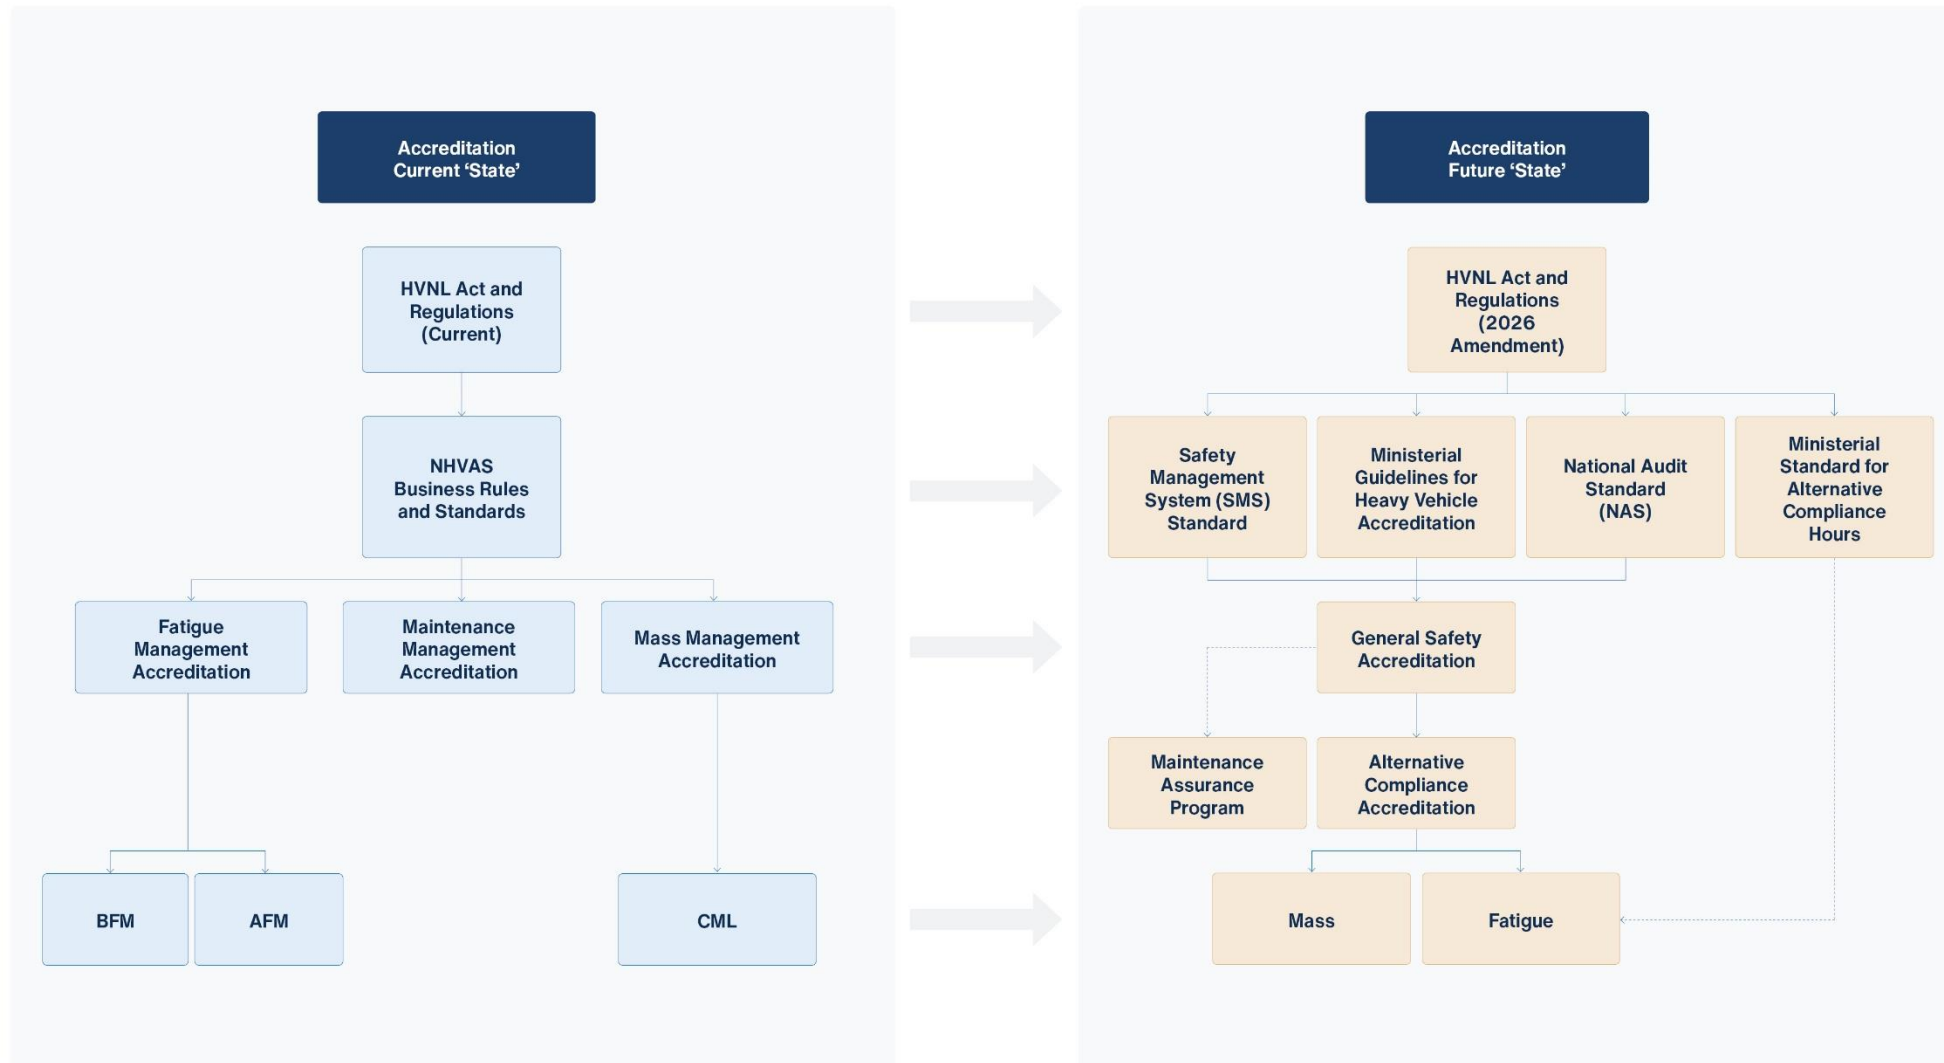 Accreditation
Current ‘State’
HVNL Act and
Regulations
(Current)
NHVAS
Business Rules
and Standards
Fatigue
Management
Accreditation
Maintenance
Management
Accreditation
Mass Management
Accreditation
BFM
AFM
CML
Accreditation
Future ‘State’
HVNL Act and
Regulations
(2026
Amendment)
Safety
Management
System (SMS)
Standard
Ministerial
Guidelines for
Heavy Vehicle
Accreditation
National Audit
Standard
(NAS)
Ministerial
Standard for
Alternative
Compliance
Hours
General Safety
Accreditation
Maintenance
Assurance
Program
Alternative
Compliance
Accreditation
Mass
Fatigue